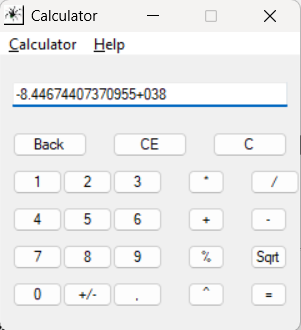 Calculator
Calculator Help
-8.44674407370955+038
Back CE C
1 2 3 * /
4 5 6 + -
7 8 9 % Sqrt
0 +/- . ^ =